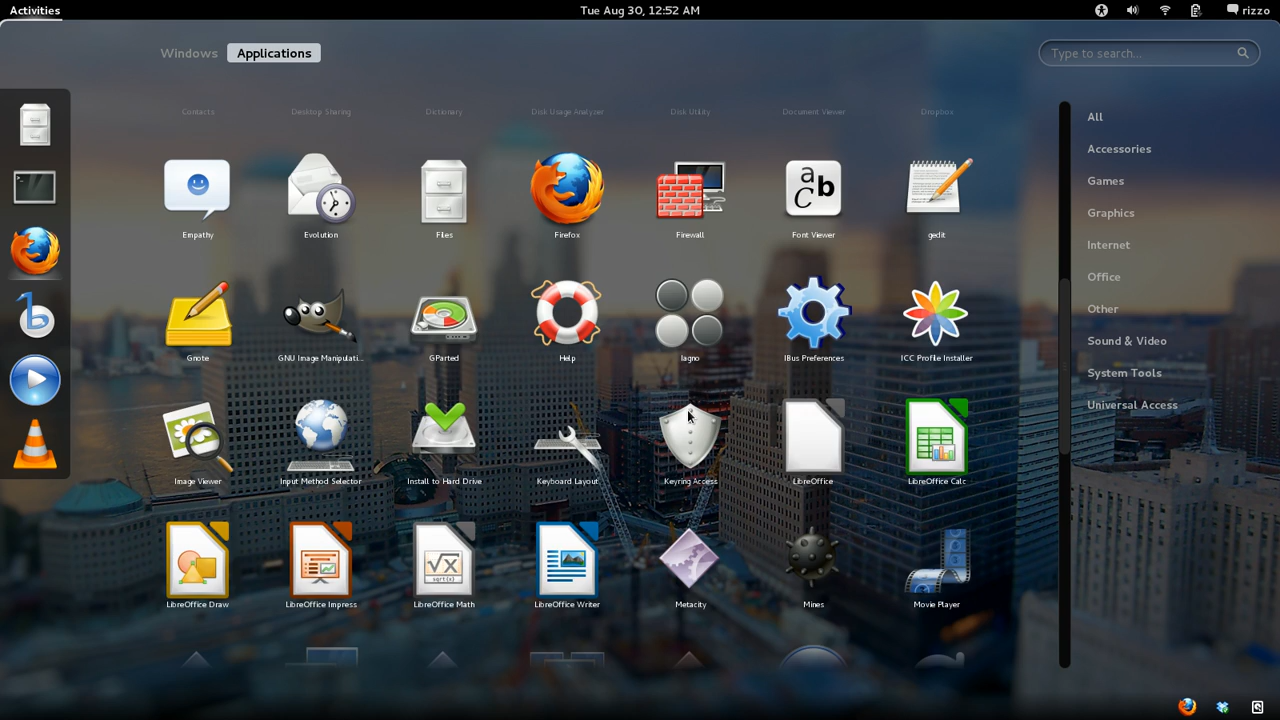 Activities
Tue Aug 30, 12:52 AM
rizzo
Windows
Applications
Type to search...
Contacts
Desktop Sharing
Dictionary
Disk Usage Analyzer
Disk Utility
Document Viewer
Dropbox
Empathy
Evolution
Files
Firefox
Firewall
a b C
Font Viewer
gedit
Gnote
GNU Image Manipulati...
GParted
Help
Iagno
IBus Preferences
ICC Profile Installer
Image Viewer
Input Method Selector
Install to Hard Drive
Keyboard Layout
Keyring Access
LibreOffice
LibreOffice Calc
LibreOffice Draw
LibreOffice Impress
√x
sqrt{x}
LibreOffice Math
LibreOffice Writer
Metacity
Mines
Movie Player
All
Accessories
Games
Graphics
Internet
Office
Other
Sound & Video
System Tools
Universal Access